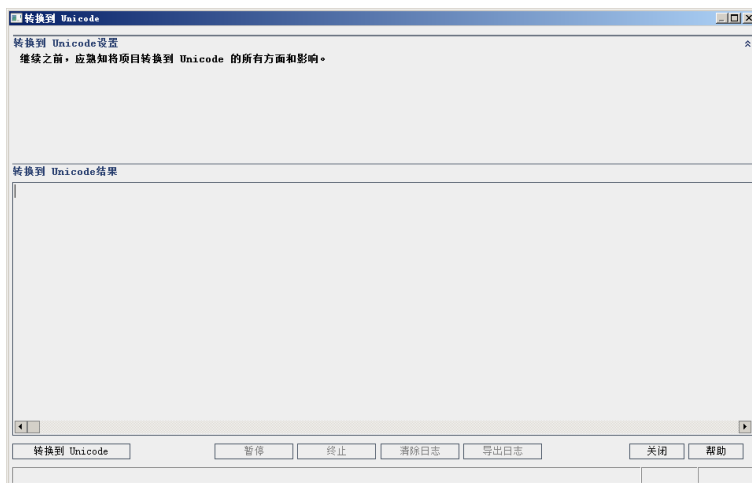 转换到 Unicode
转换到 Unicode设置
继续之前，应熟知将项目转换到 Unicode 的所有方面和影响。
转换到 Unicode结果
转换到 Unicode
暂停
终止
清除日志
导出日志
关闭
帮助